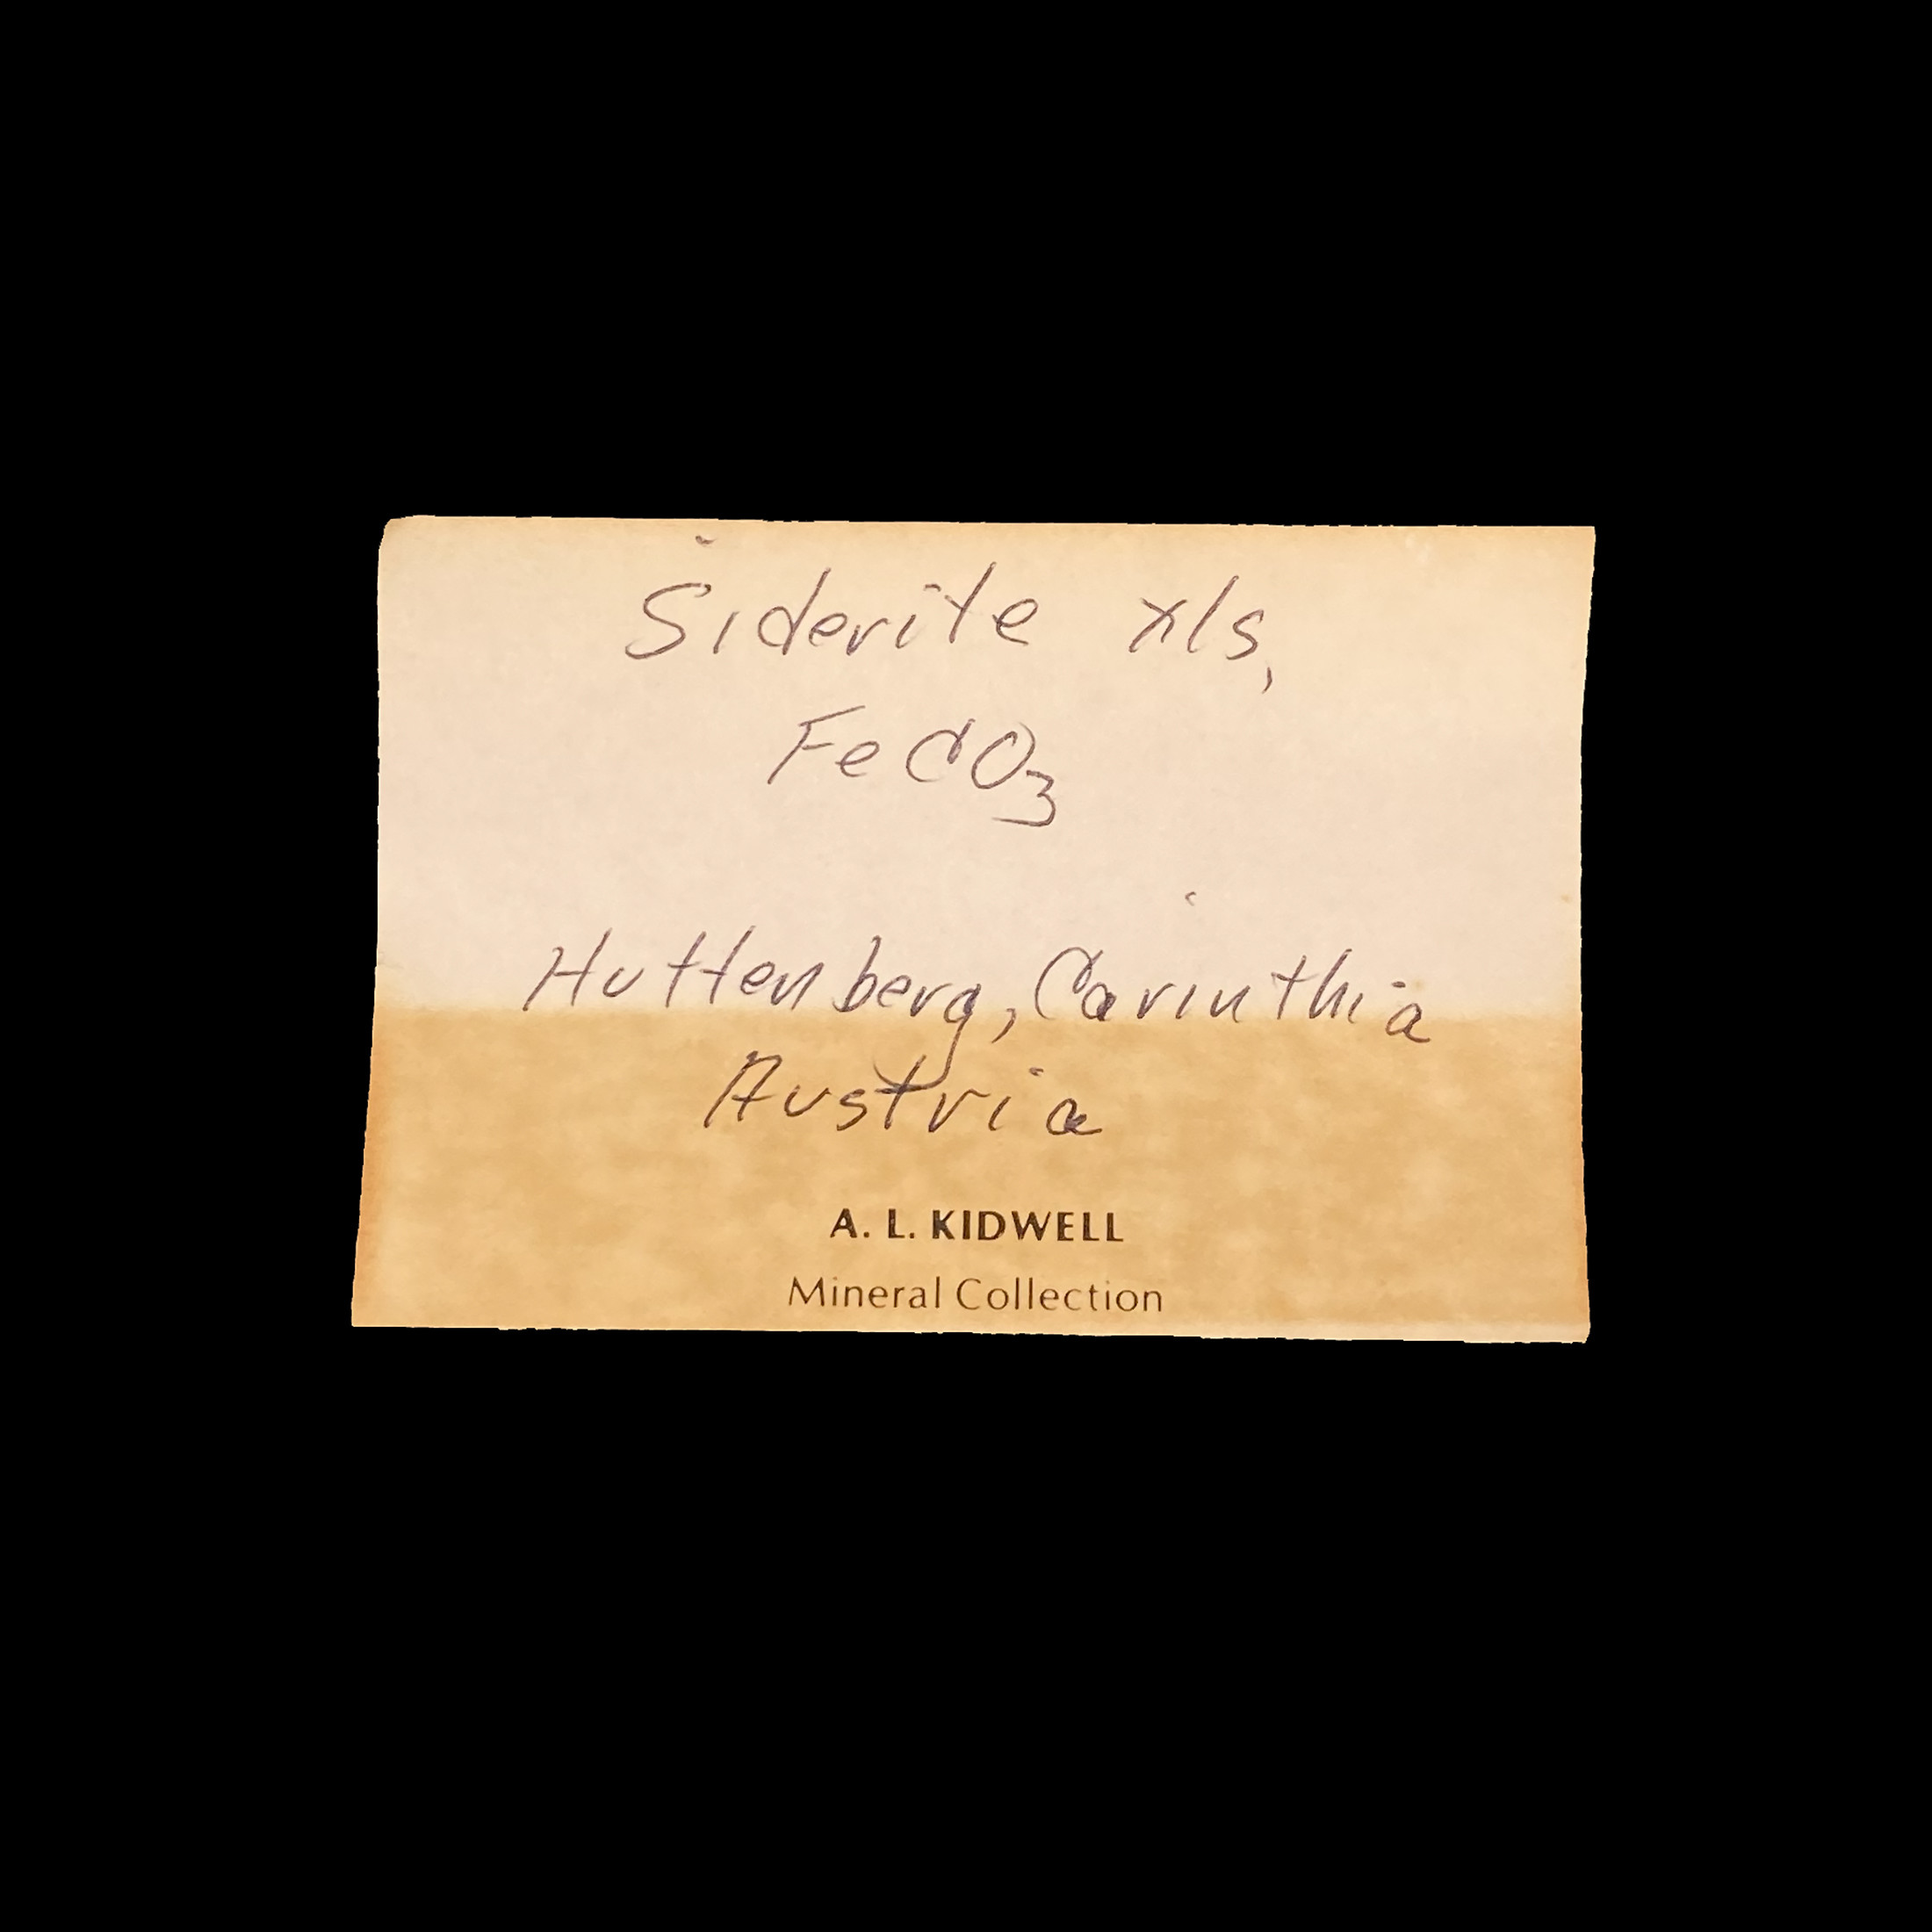 Siderite xls,
FeCO₃
Huttenberg, Carinthia
Austria
A. L. KIDWELL
Mineral Collection